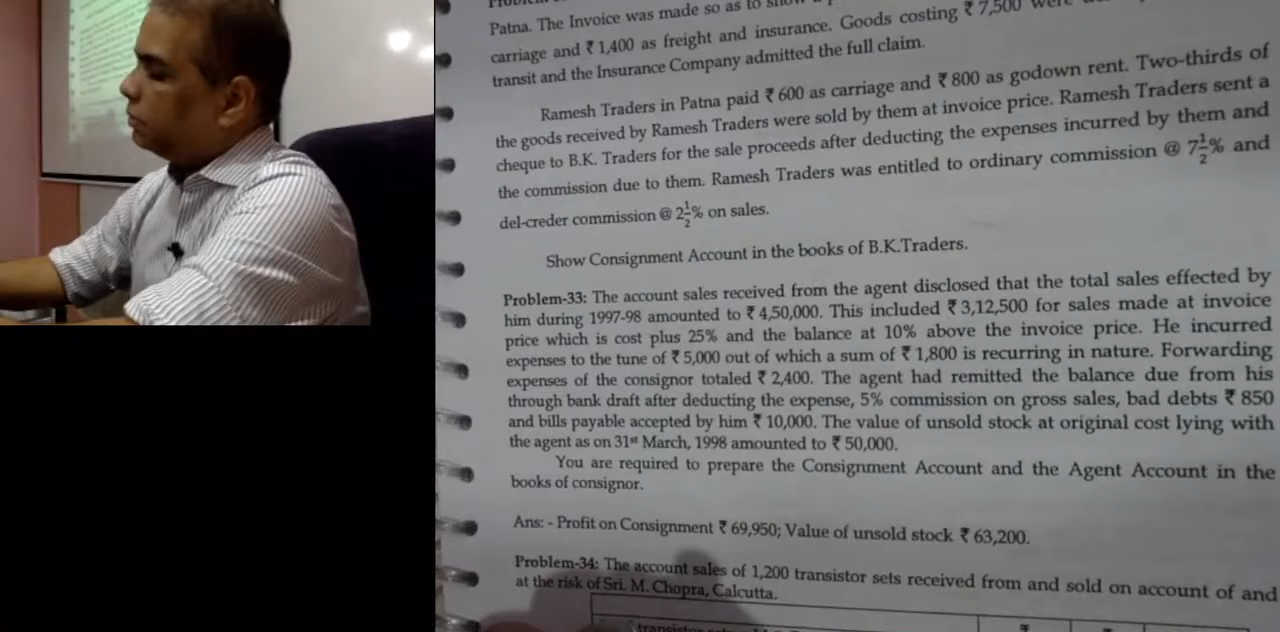 Patna. The Invoice was made so as to show a
carriage and ₹ 1,400 as freight and insurance. Goods costing ₹ 7,500 were
transit and the Insurance Company admitted the full claim.
Ramesh Traders in Patna paid ₹ 600 as carriage and ₹ 800 as godown rent. Two-thirds of
the goods received by Ramesh Traders were sold by them at invoice price. Ramesh Traders sent a
cheque to B.K. Traders for the sale proceeds after deducting the expenses incurred by them and
the commission due to them. Ramesh Traders was entitled to ordinary commission @ 7½% and
del-creder commission @ 2½% on sales.
Show Consignment Account in the books of B.K.Traders.
Problem-33: The account sales received from the agent disclosed that the total sales effected by
him during 1997-98 amounted to ₹ 4,50,000. This included ₹ 3,12,500 for sales made at invoice
price which is cost plus 25% and the balance at 10% above the invoice price. He incurred
expenses to the tune of ₹ 5,000 out of which a sum of ₹ 1,800 is recurring in nature. Forwarding
expenses of the consignor totaled ₹ 2,400. The agent had remitted the balance due from his
through bank draft after deducting the expense, 5% commission on gross sales, bad debts ₹ 850
and bills payable accepted by him ₹ 10,000. The value of unsold stock at original cost lying with
the agent as on 31st March, 1998 amounted to ₹ 50,000.
You are required to prepare the Consignment Account and the Agent Account in the
books of consignor.
Ans: - Profit on Consignment ₹ 69,950; Value of unsold stock ₹ 63,200.
Problem-34: The account sales of 1,200 transistor sets received from and sold on account of and
at the risk of Sri. M. Chopra, Calcutta.
₹